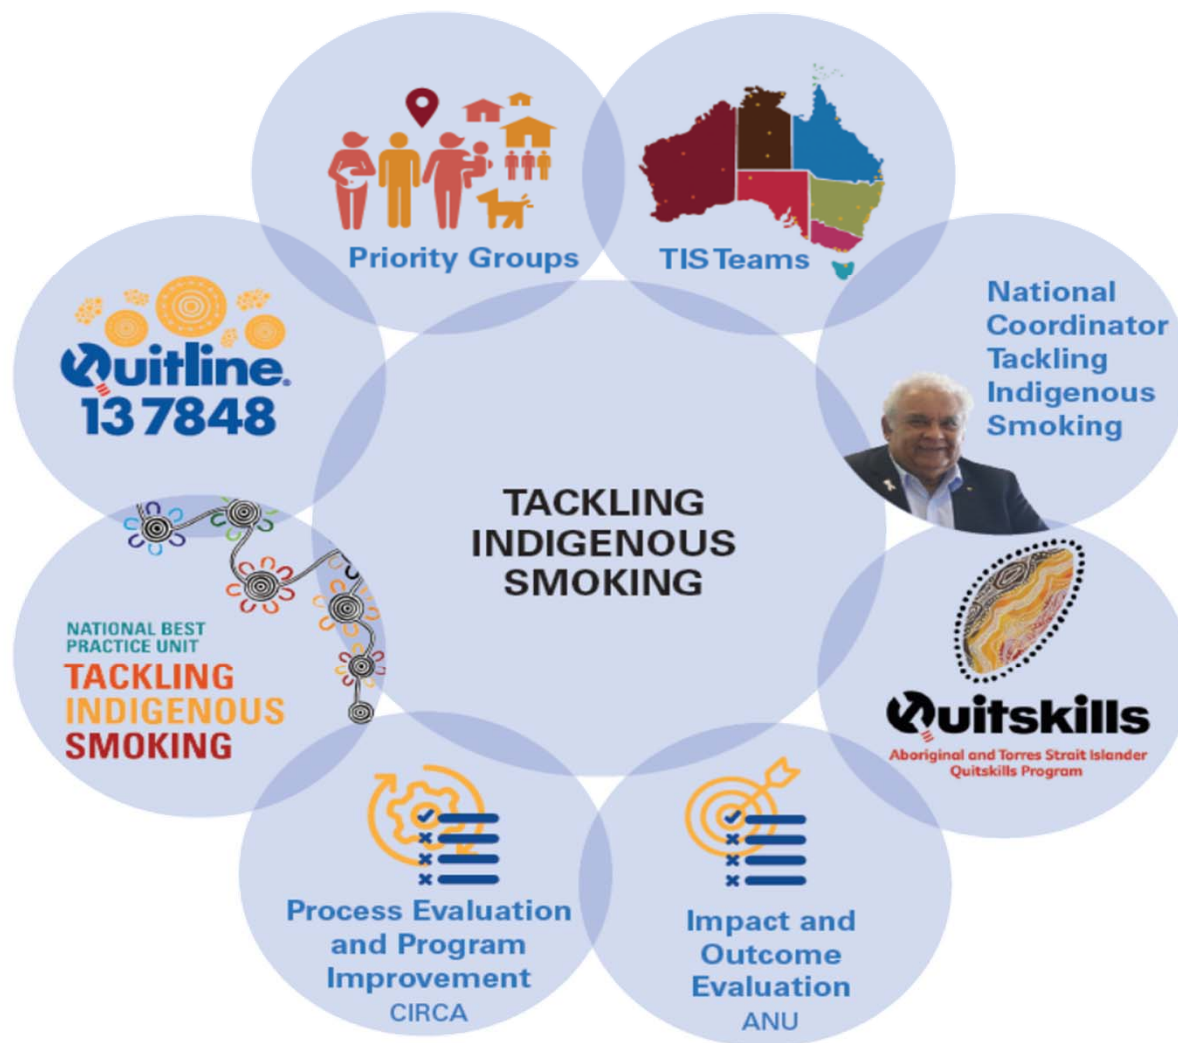 Priority Groups
TIS Teams
National
Coordinator
Tackling
Indigenous
Smoking
Quitline®
13 7848
TACKLING
INDIGENOUS
SMOKING
NATIONAL BEST
PRACTICE UNIT
TACKLING
INDIGENOUS
SMOKING
Quitskills
Aboriginal and Torres Strait Islander
Quitskills Program
Process Evaluation
and Program
Improvement
CIRCA
Impact and
Outcome
Evaluation
ANU